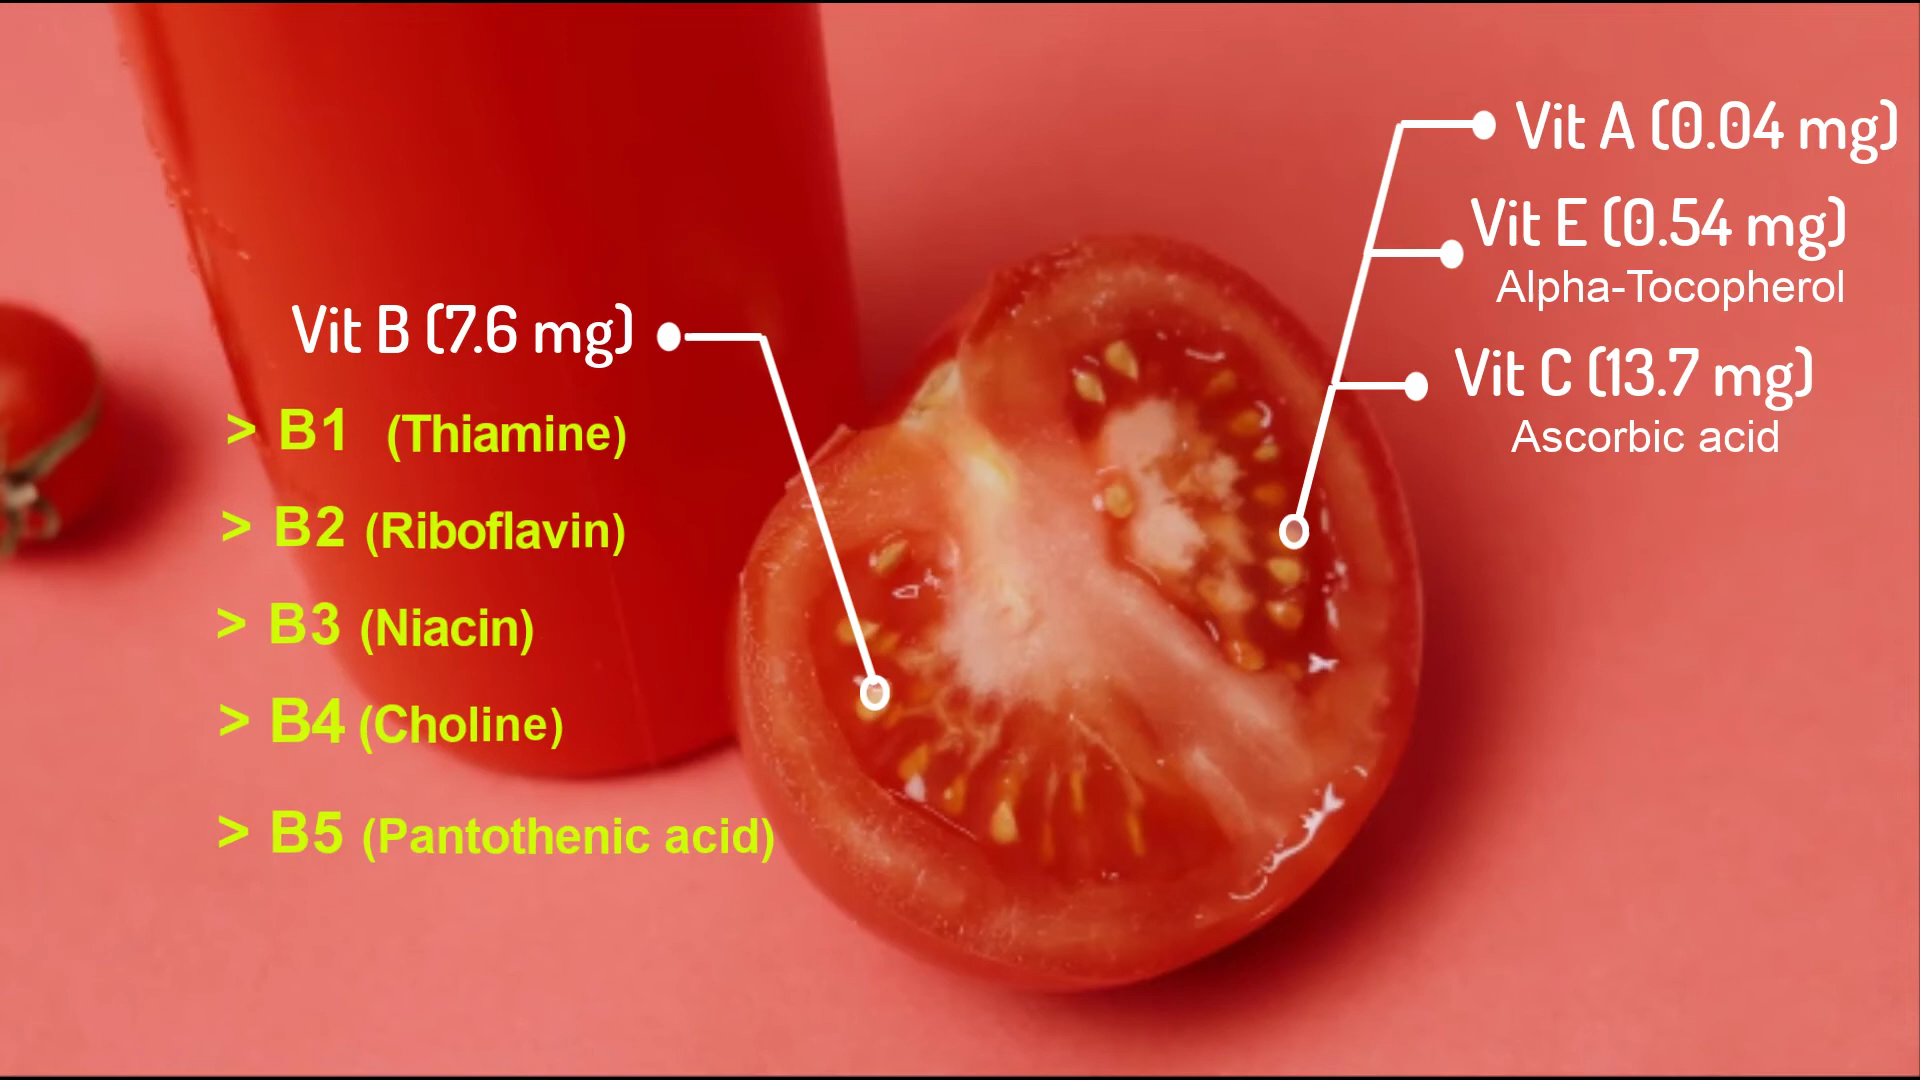 Vit B (7.6 mg)
> B1 (Thiamine)
> B2 (Riboflavin)
> B3 (Niacin)
> B4 (Choline)
> B5 (Pantothenic acid)
Vit A (0.04 mg)
Vit E (0.54 mg)
Alpha-Tocopherol
Vit C (13.7 mg)
Ascorbic acid